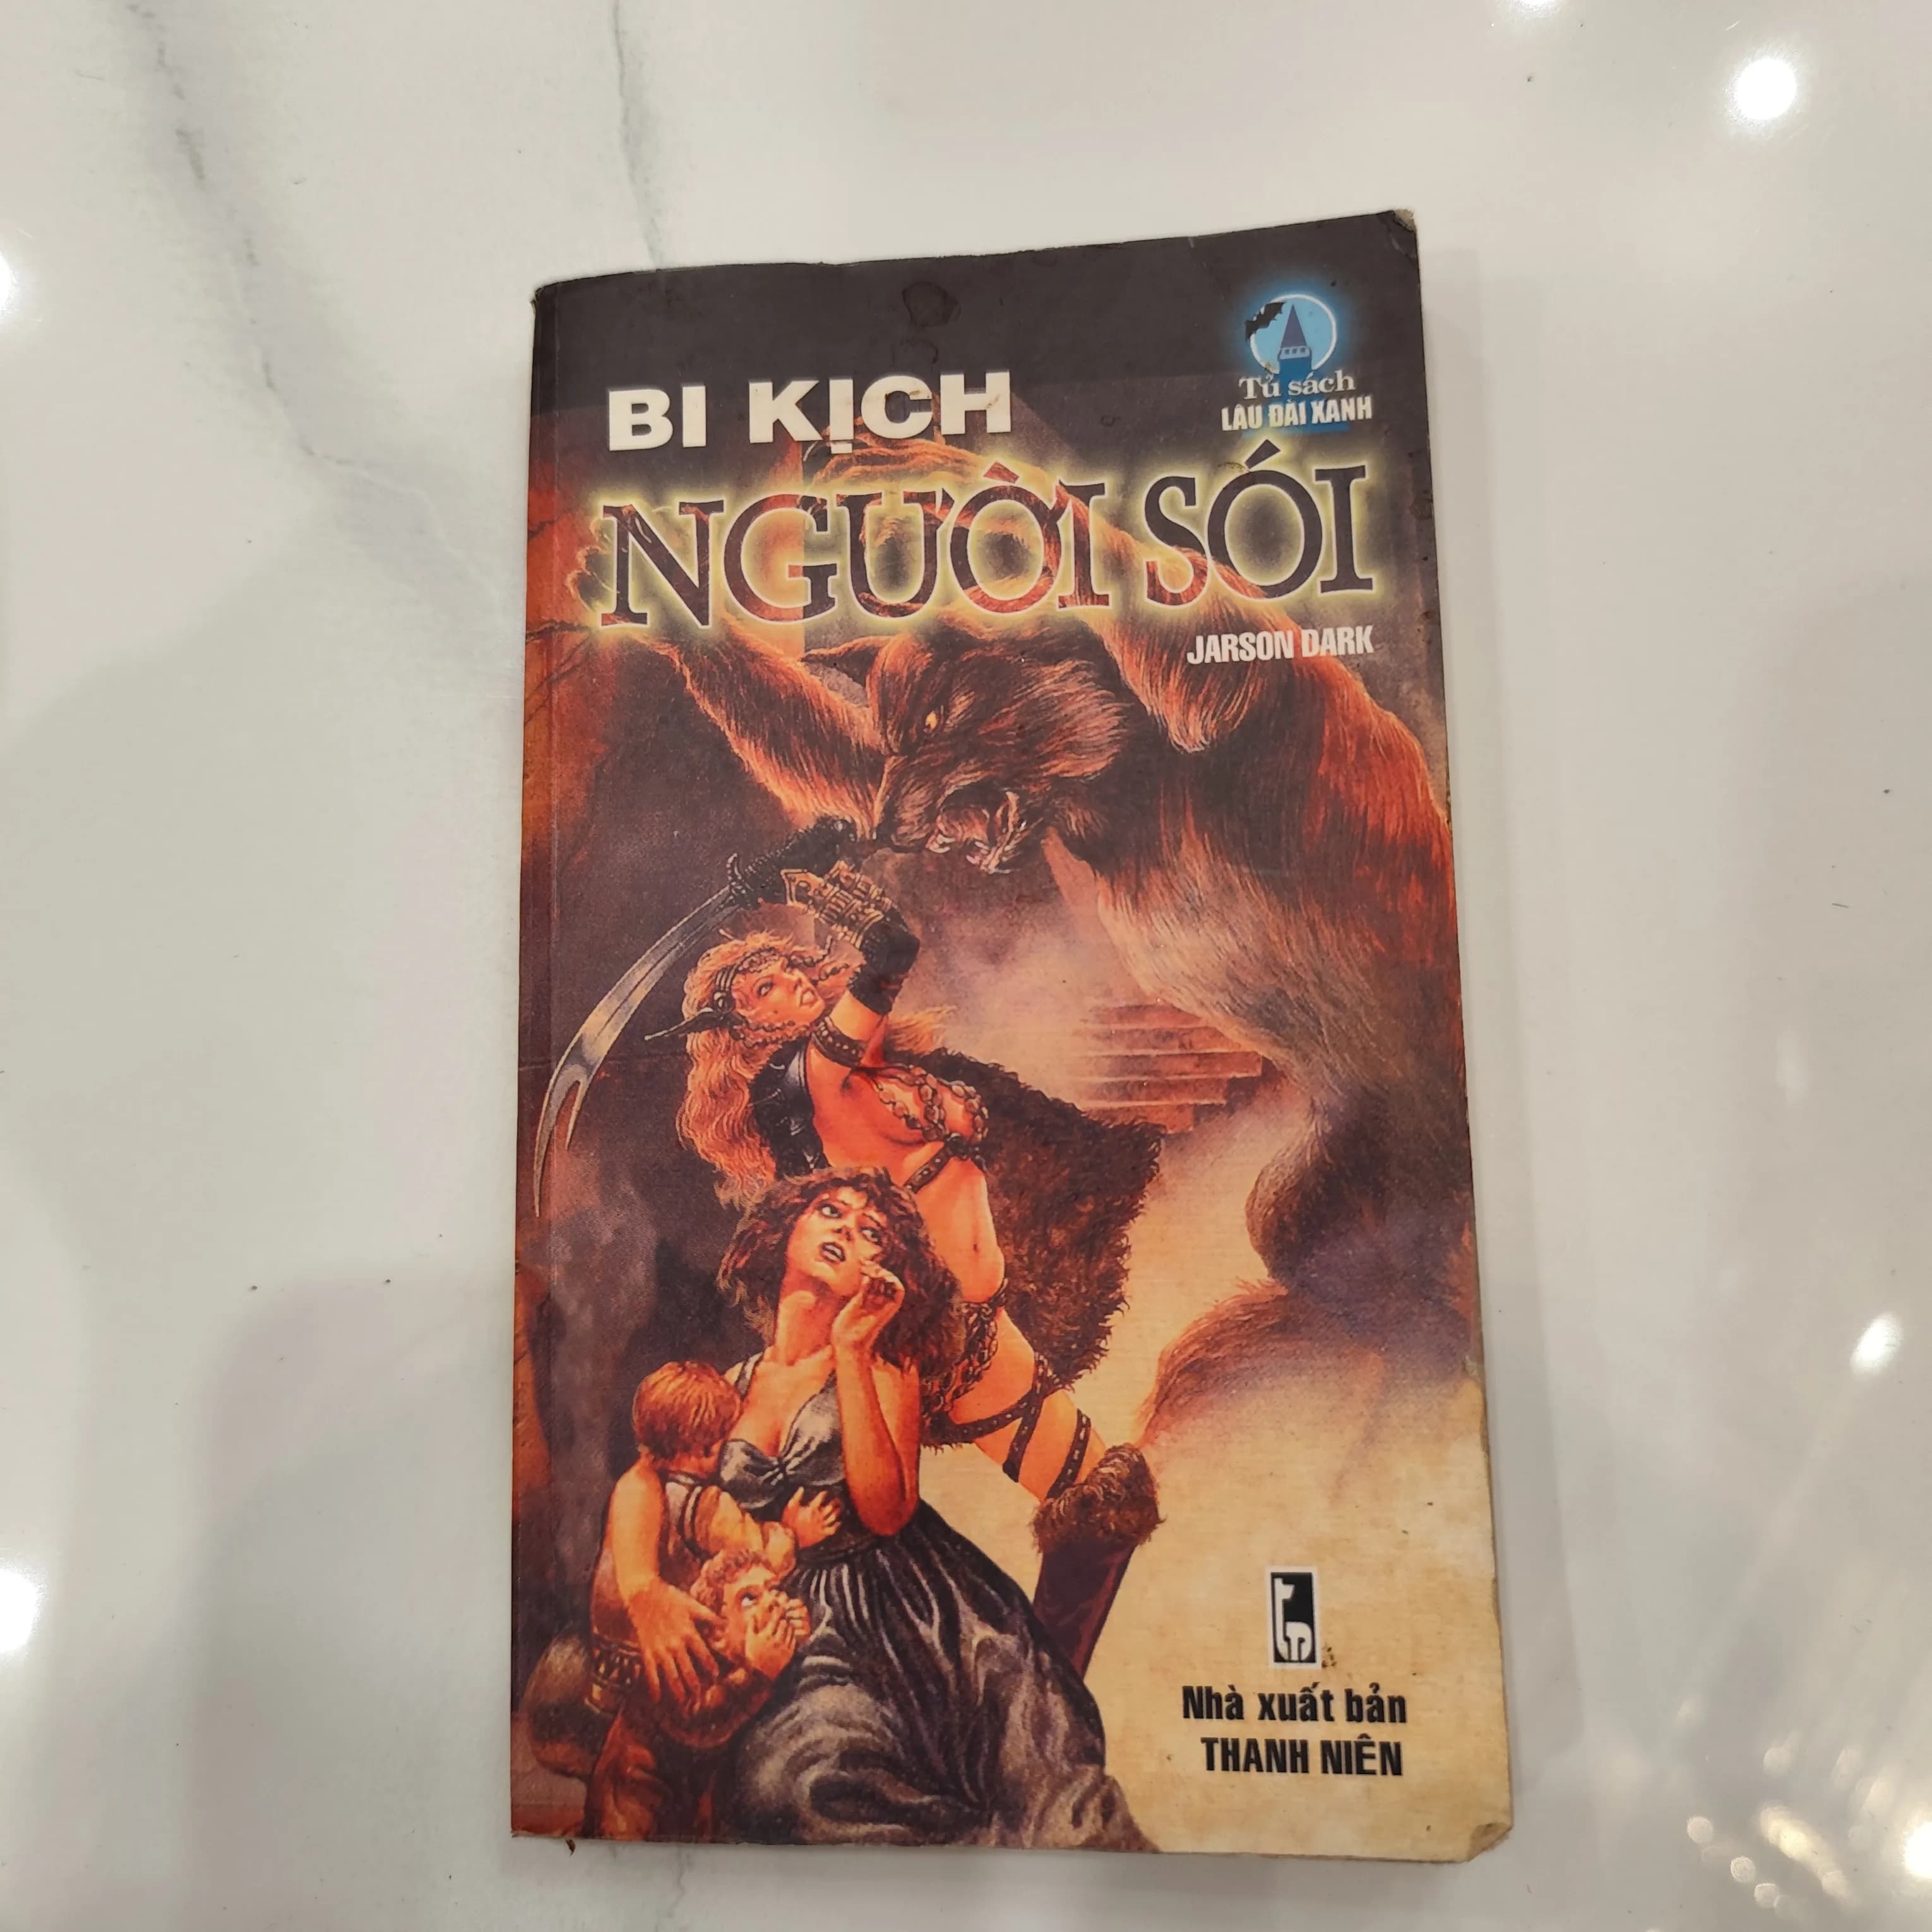 BI KỊCH
Tủ sách
LÂU ĐÀI XANH
NGƯỜI SÓI
JARSON DARK
Nhà xuất bản
THANH NIÊN